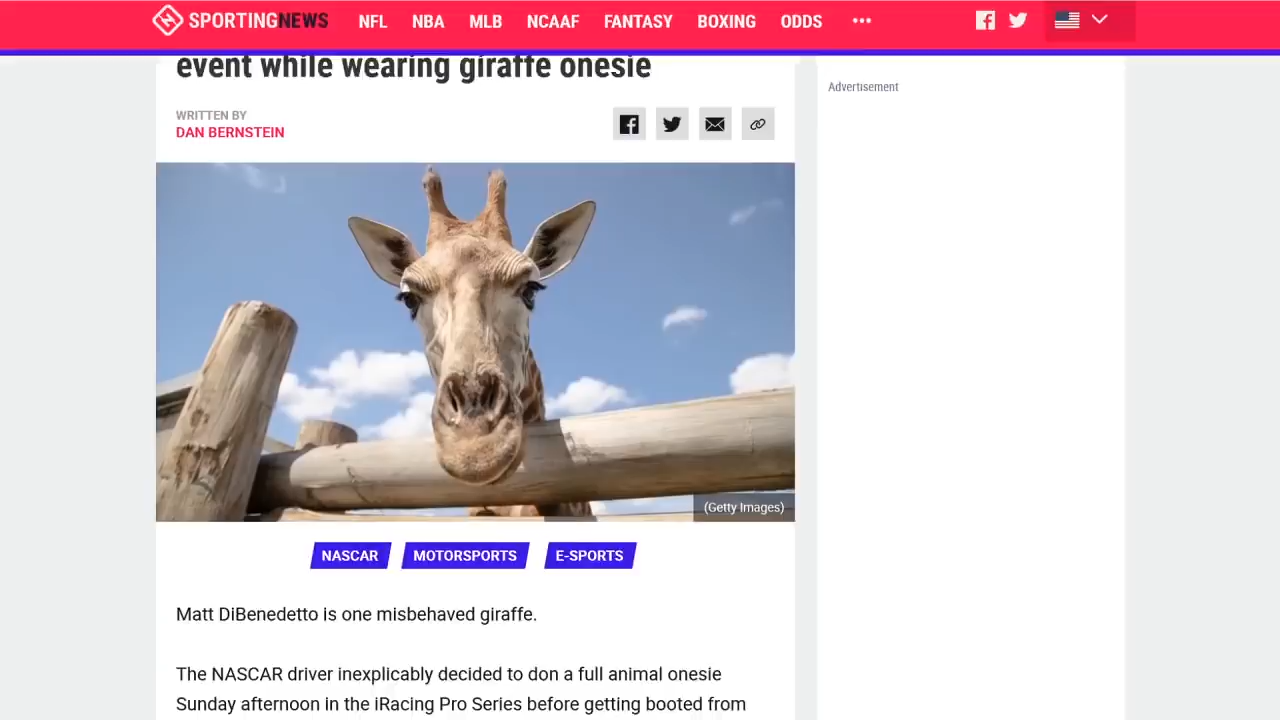 SPORTINGNEWS NFL NBA MLB NCAAF FANTASY BOXING ODDS •••
event while wearing giraffe onesie
WRITTEN BY
DAN BERNSTEIN
Advertisement
(Getty Images)
NASCAR MOTORSPORTS E-SPORTS
Matt DiBenedetto is one misbehaved giraffe.
The NASCAR driver inexplicably decided to don a full animal onesie
Sunday afternoon in the iRacing Pro Series before getting booted from